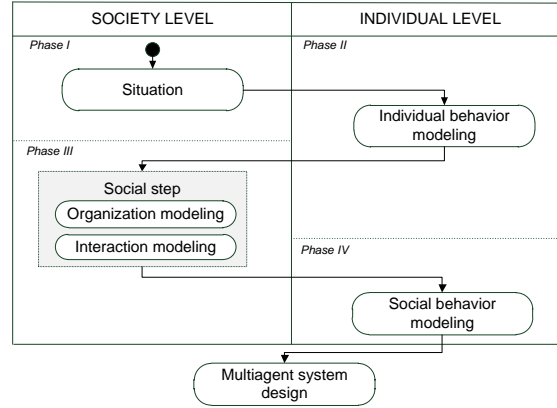 SOCIETY LEVEL
INDIVIDUAL LEVEL
Phase I
Phase II
Situation
Individual behavior
modeling
Phase III
Social step
Organization modeling
Interaction modeling
Phase IV
Social behavior
modeling
Multiagent system
design